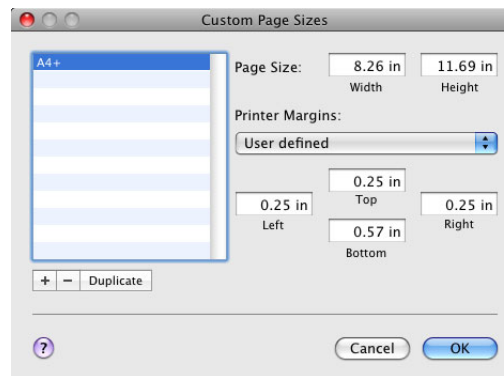 Custom Page Sizes
A4+
Page Size:
8.26 in
11.69 in
Width
Height
Printer Margins:
User defined
0.25 in
Top
0.25 in
Left
0.25 in
Right
0.57 in
Bottom
+ − Duplicate
?
Cancel
OK